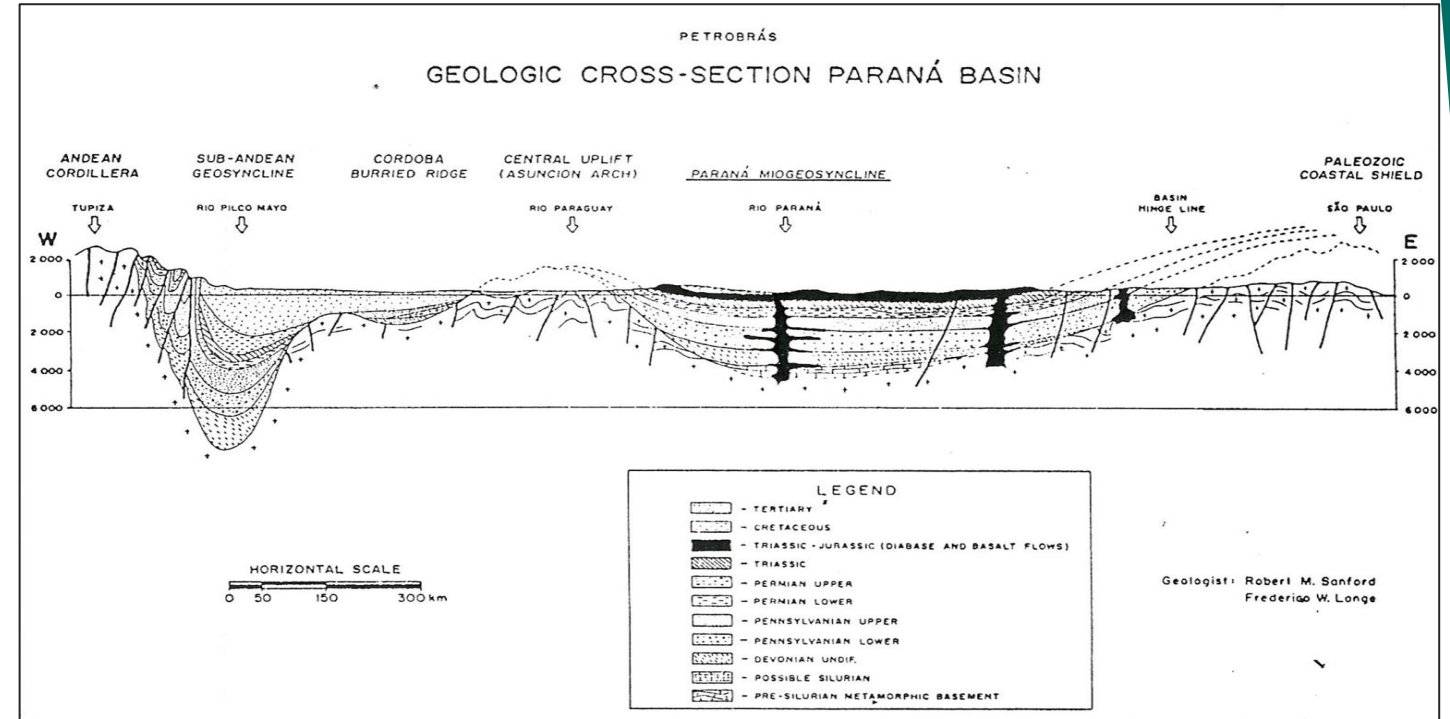 PETROBRÁS
GEOLOGIC CROSS-SECTION PARANÁ BASIN
ANDEAN
CORDILLERA
SUB-ANDEAN
GEOSYNCLINE
CORDOBA
BURRIED RIDGE
CENTRAL UPLIFT
(ASUNCION ARCH)
PARANÁ MIOGEOSYNCLINE
PALEOZOIC
COASTAL SHIELD
TUPIZA
RIO PILCO MAYO
RIO PARAGUAY
RIO PARANÁ
BASIN
HINGE LINE
SÃO PAULO
W
E
2 000
0
2 000
4 000
6 000
2 000
0
2 000
4 000
6 000
LEGEND
- TERTIARY
- CRETACEOUS
- TRIASSIC-JURASSIC (DIABASE AND BASALT FLOWS)
- TRIASSIC
- PERMIAN UPPER
- PERMIAN LOWER
- PENNSYLVANIAN UPPER
- PENNSYLVANIAN LOWER
- DEVONIAN UNDIF.
- POSSIBLE SILURIAN
- PRE-SILURIAN METAMORPHIC BASEMENT
HORIZONTAL SCALE
0 50 150 300 km
Geologist: Robert M. Sanford
Frederico W. Lange